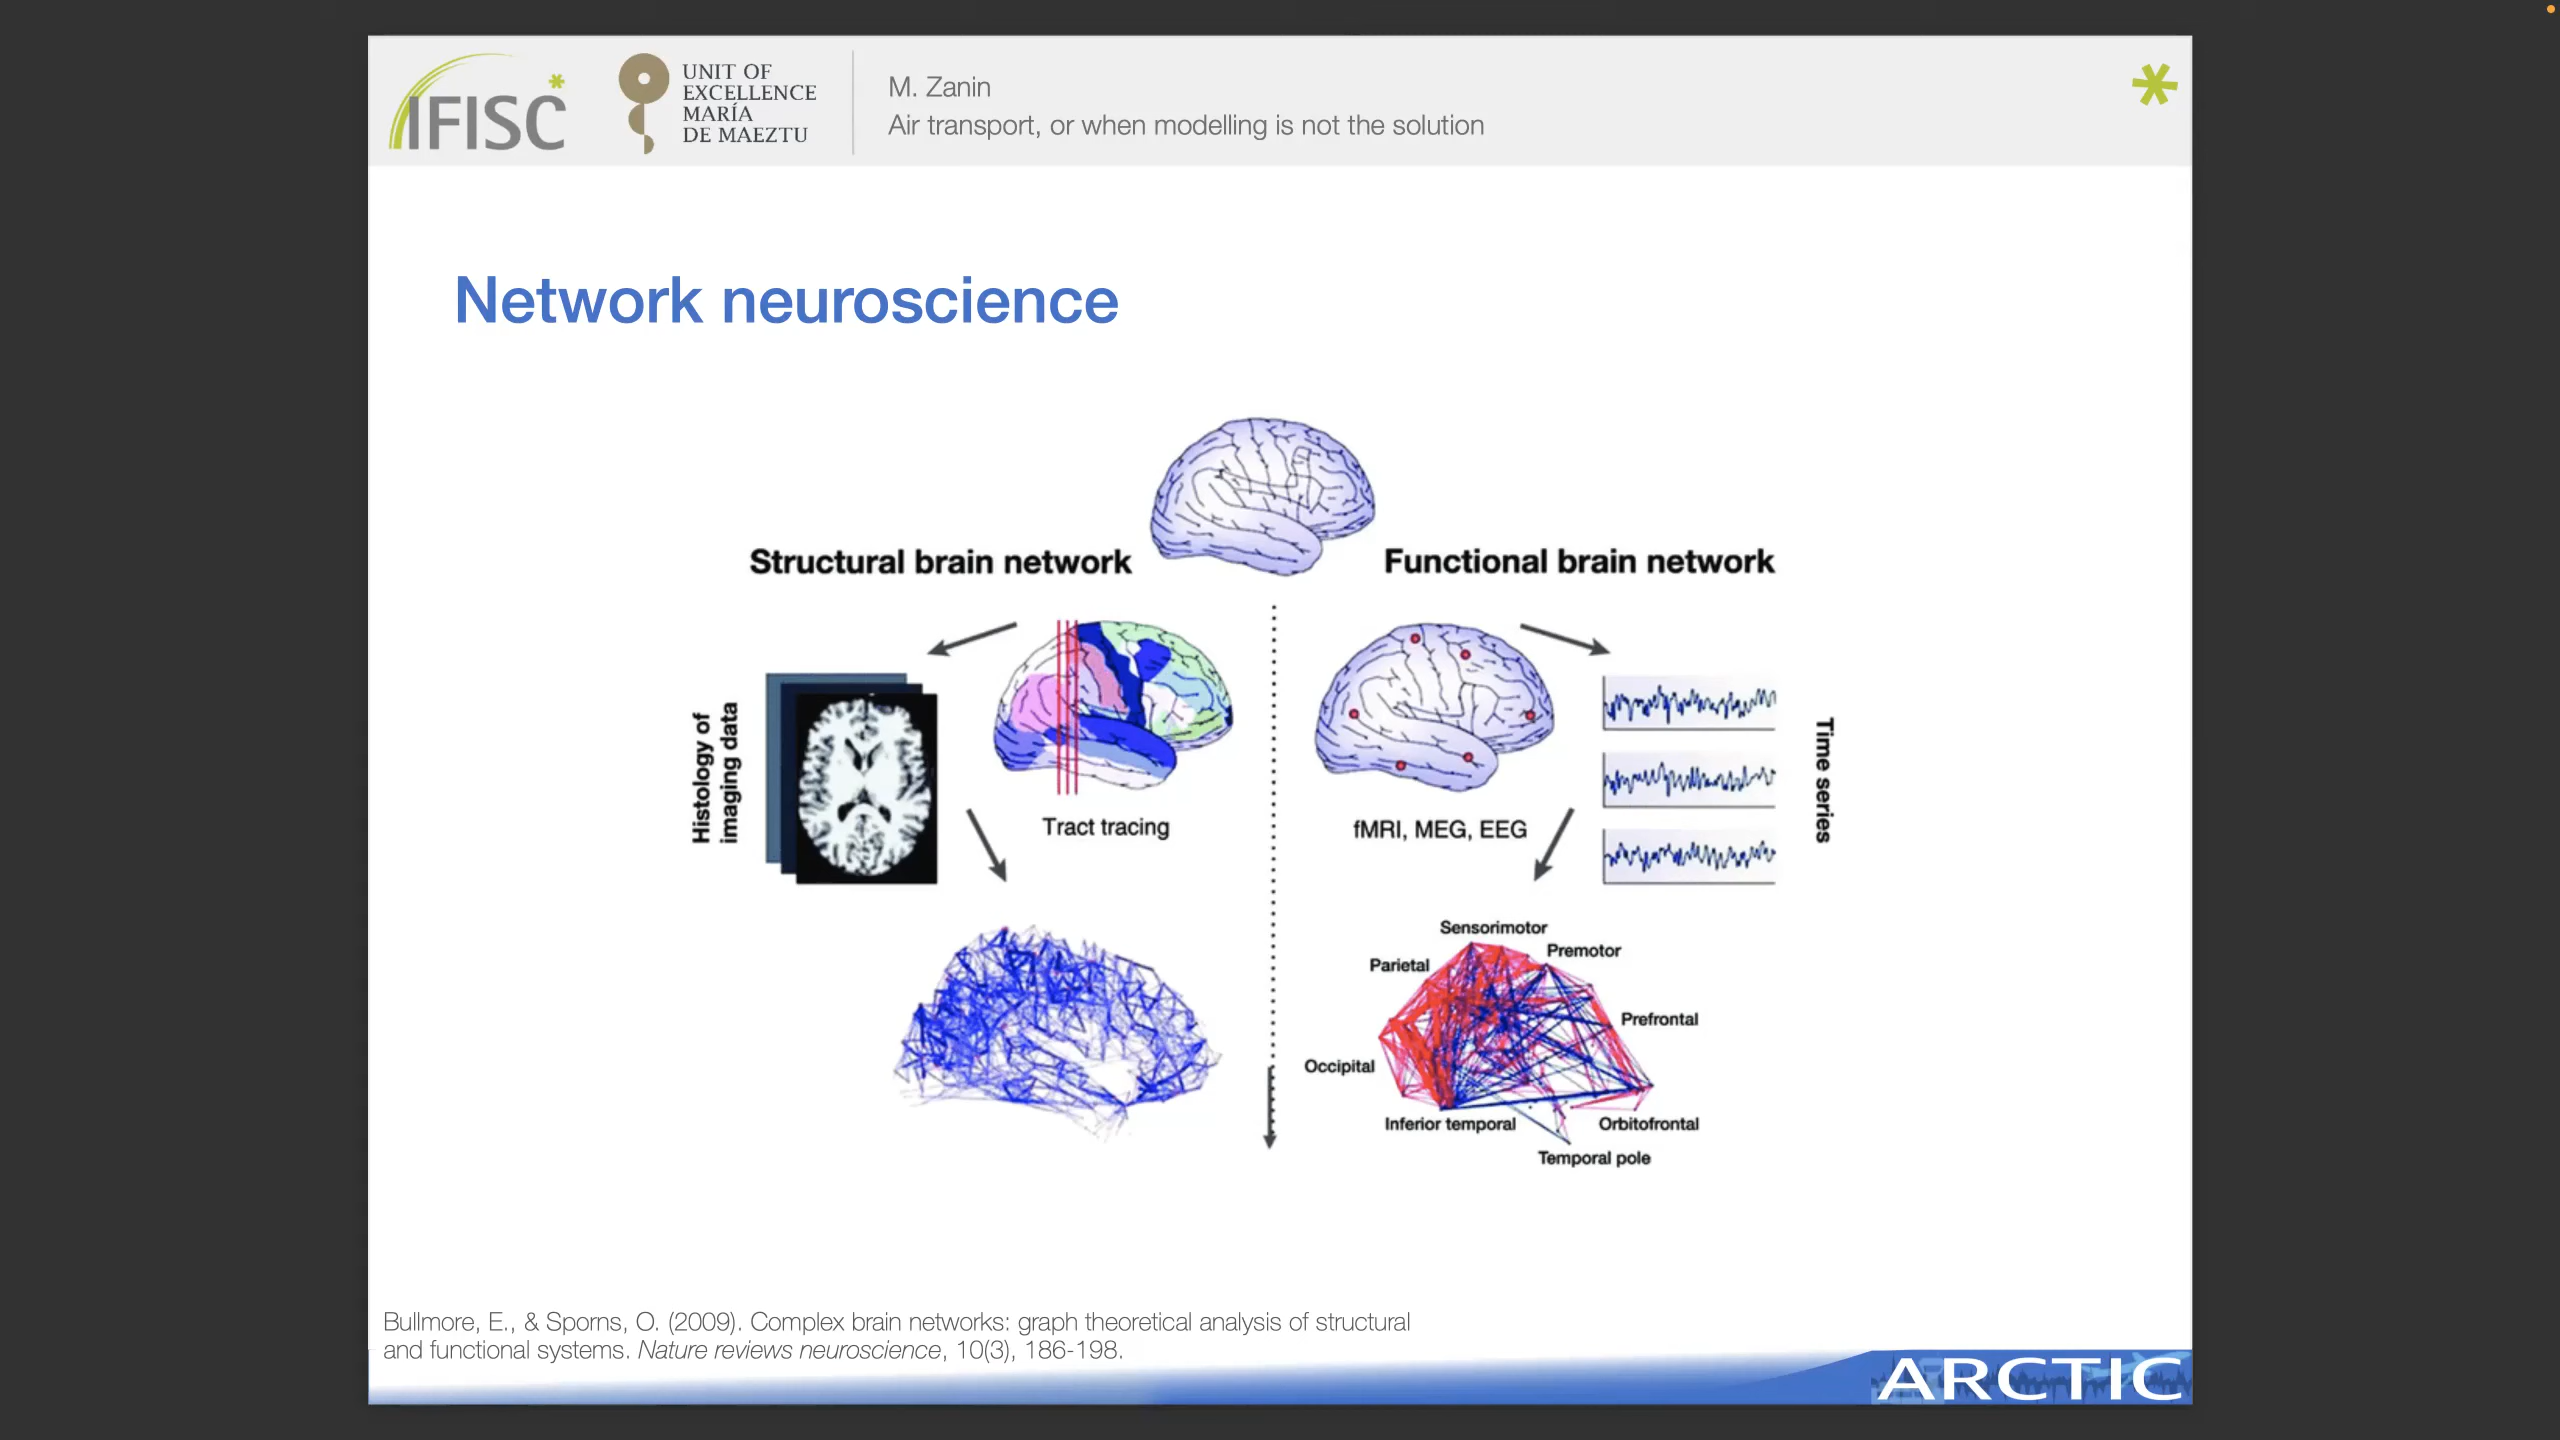 IFISC
UNIT OF
EXCELLENCE
MARÍA
DE MAEZTU
M. Zanin
Air transport, or when modelling is not the solution
Network neuroscience
Structural brain network
Functional brain network
Histology of
imaging data
Tract tracing
fMRI, MEG, EEG
Time series
Sensorimotor
Premotor
Parietal
Prefrontal
Occipital
Inferior temporal
Orbitofrontal
Temporal pole
Bullmore, E., & Sporns, O. (2009). Complex brain networks: graph theoretical analysis of structural
and functional systems. Nature reviews neuroscience, 10(3), 186-198.
ARCTIC